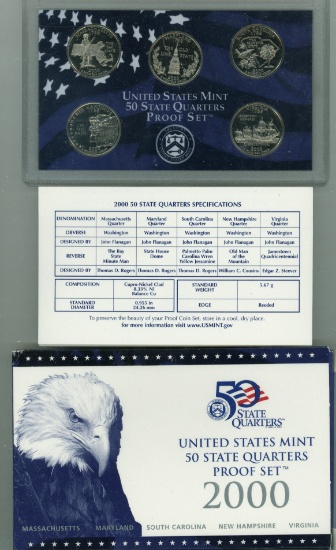 UNITED STATES MINT
50 STATE QUARTERS
PROOF SET™
2000 50 STATE QUARTERS SPECIFICATIONS
DENOMINATION Massachusetts Quarter Maryland Quarter South Carolina Quarter New Hampshire Quarter Virginia Quarter
OBVERSE Washington Washington Washington Washington Washington
DESIGNED BY John Flanagan John Flanagan John Flanagan John Flanagan John Flanagan
REVERSE The Bay State Minute Man State House Dome Palmetto Palm Carolina Wren Yellow Jessamine Old Man of the Mountain Jamestown Quadricentennial
DESIGNED BY Thomas D. Rogers Thomas D. Rogers Thomas D. Rogers William C. Cousins Edgar Z. Steever
COMPOSITION Cupro-Nickel Clad 8.33% Ni Balance Cu STANDARD WEIGHT 5.67 g
STANDARD DIAMETER 0.955 in 24.26 mm EDGE Reeded
To preserve the beauty of your Proof Coin Set, store in a cool, dry place.
for more information visit www.USMINT.gov
50
STATE
QUARTERS
UNITED STATES MINT
50 STATE QUARTERS
PROOF SET™
2000
MASSACHUSETTS MARYLAND SOUTH CAROLINA NEW HAMPSHIRE VIRGINIA